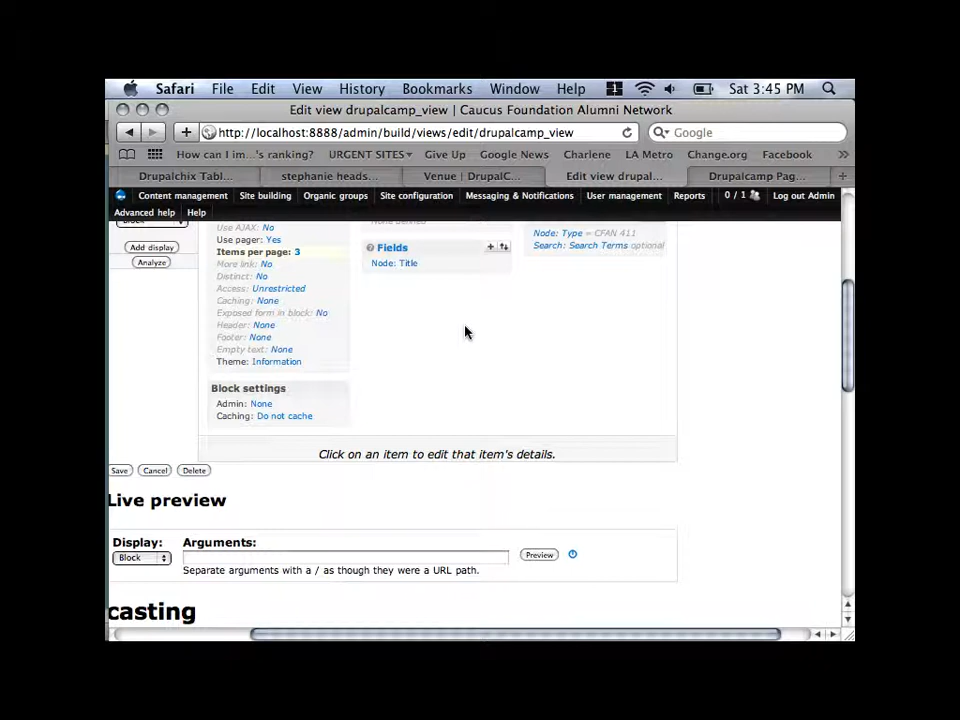 Safari File Edit View History Bookmarks Window Help 1 Sat 3:45 PM
Edit view drupalcamp_view | Caucus Foundation Alumni Network
http://localhost:8888/admin/build/views/edit/drupalcamp_view Google
How can I im...'s ranking? URGENT SITES Give Up Google News Charlene LA Metro Change.org Facebook
Drupalchix Tabl... stephanie heads... Venue | DrupalC... Edit view drupal... Drupalcamp Pag...
Content management Site building Organic groups Site configuration Messaging & Notifications User management Reports 0 / 1 Log out Admin
Advanced help Help
Block
Add display
Analyze
Use AJAX: No
Use pager: Yes
Items per page: 3
More link: No
Distinct: No
Access: Unrestricted
Caching: None
Exposed form in block: No
Header: None
Footer: None
Empty text: None
Theme: Information
Block settings
Admin: None
Caching: Do not cache
None defined
Fields
Node: Title
Node: Type = CFAN 411
Search: Search Terms optional
Click on an item to edit that item's details.
Save Cancel Delete
Live preview
Display: Arguments:
Block Preview
Separate arguments with a / as though they were a URL path.
casting